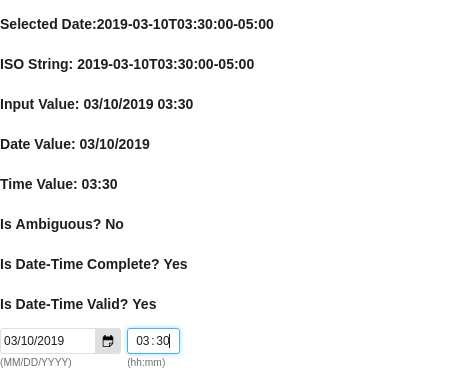 Selected Date:2019-03-10T03:30:00-05:00
ISO String: 2019-03-10T03:30:00-05:00
Input Value: 03/10/2019 03:30
Date Value: 03/10/2019
Time Value: 03:30
Is Ambiguous? No
Is Date-Time Complete? Yes
Is Date-Time Valid? Yes
03/10/2019 03:30
(MM/DD/YYYY) (hh:mm)